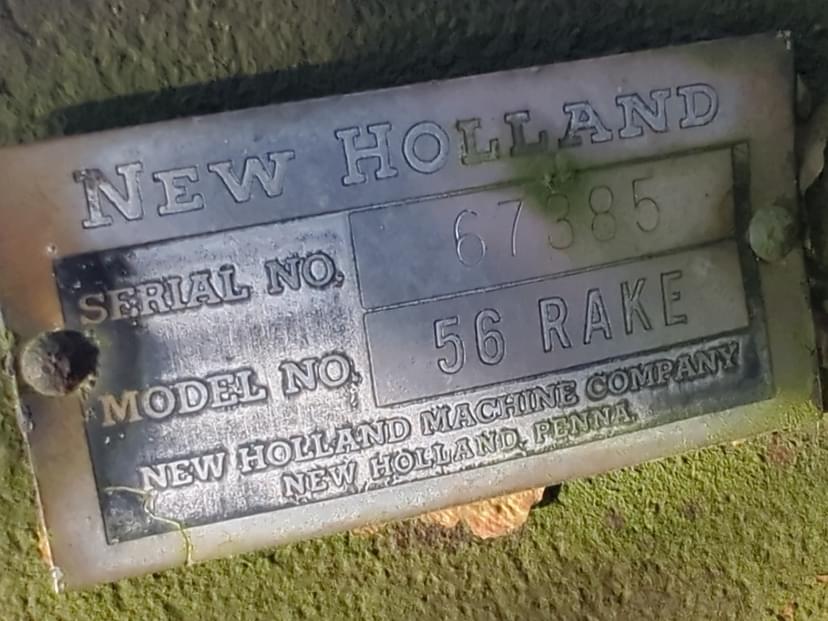 NEW HOLLAND
SERIAL NO. 67385
MODEL NO. 56 RAKE
NEW HOLLAND MACHINE COMPANY
NEW HOLLAND, PENNA.